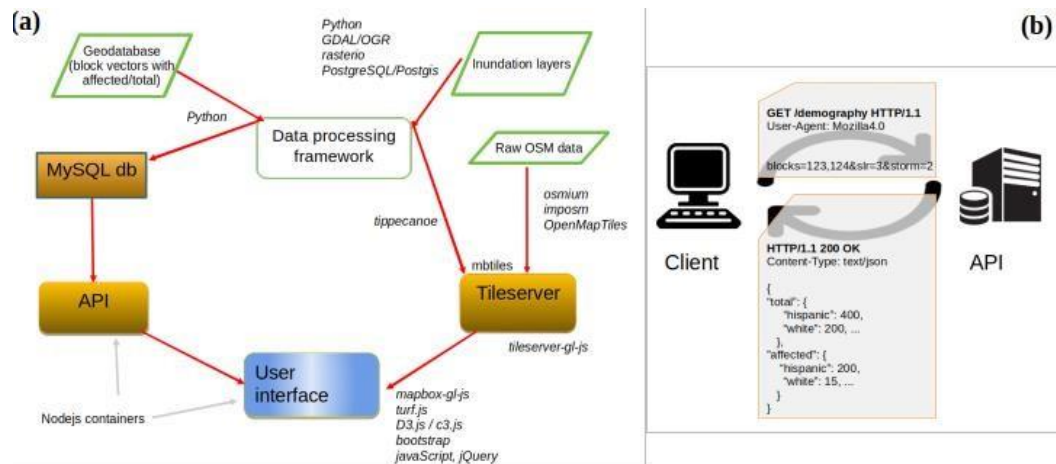 (a)
Geodatabase
(block vectors with
affected/total)
Python
GDAL/OGR
rasterio
PostgreSQL/Postgis
Inundation layers
Python
Data processing
framework
Raw OSM data
MySQL db
tippecanoe
osmium
imposm
OpenMapTiles
mbtiles
API
Tileserver
tileserver-gl-js
User
interface
Nodejs containers
mapbox-gl-js
turf.js
D3.js / c3.js
bootstrap
javaScript, jQuery
(b)
GET /demography HTTP/1.1
User-Agent: Mozilla4.0
blocks=123,124&slr=3&storm=2
Client
API
HTTP/1.1 200 OK
Content-Type: text/json
{
"total": {
"hispanic": 400,
"white": 200, ...
},
"affected": {
"hispanic": 200,
"white": 15, ...
}
}